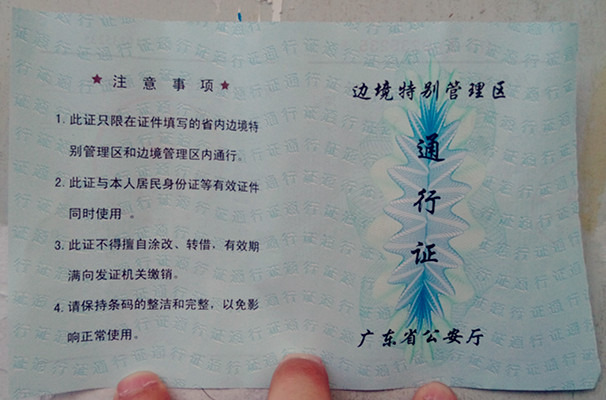 ★注意事项★
1. 此证只限在证件填写的省内边境特
别管理区和边境管理区内通行。
2. 此证与本人居民身份证等有效证件
同时使用 。
3. 此证不得擅自涂改、转借，有效期
满向发证机关缴销。
4. 请保持条码的整洁和完整，以免影
响正常使用。
边境特别管理区
通
行
证
广东省公安厅